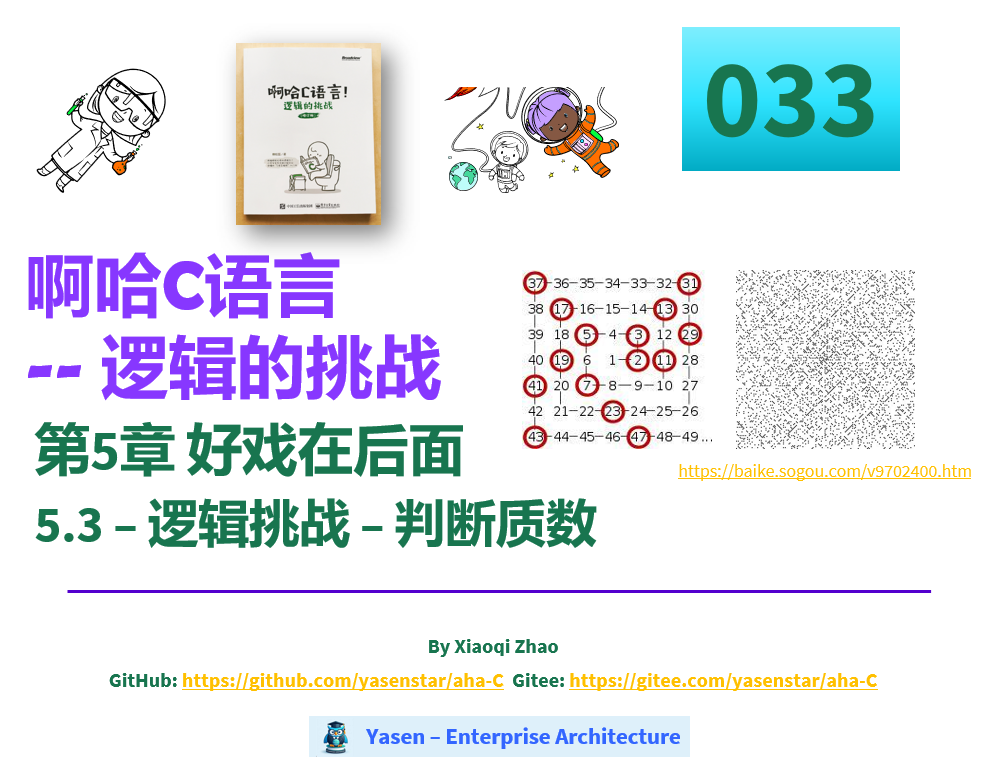 033
啊哈C语言!
逻辑的挑战
啊哈C语言
-- 逻辑的挑战
第5章 好戏在后面
5.3 – 逻辑挑战 – 判断质数
37 36 35 34 33 32 31
38 17 16 15 14 13 30
39 18 5 4 3 12 29
40 19 6 1 2 11 28
41 20 7 8 9 10 27
42 21 22 23 24 25 26
43 44 45 46 47 48 49 ...
https://baike.sogou.com/v9702400.htm
By Xiaoqi Zhao
GitHub: https://github.com/yasenstar/aha-C Gitee: https://gitee.com/yasenstar/aha-C
Yasen – Enterprise Architecture